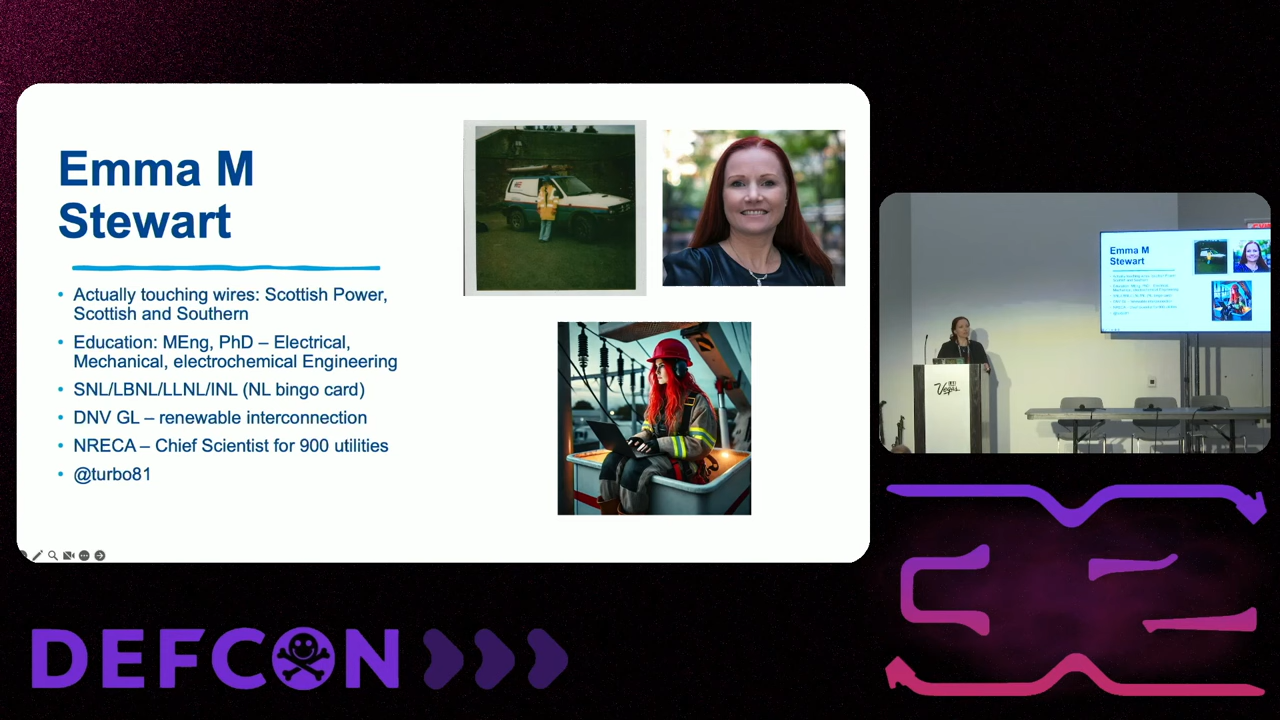 Emma M
Stewart
• Actually touching wires: Scottish Power,
Scottish and Southern
• Education: MEng, PhD – Electrical,
Mechanical, electrochemical Engineering
• SNL/LBNL/LLNL/INL (NL bingo card)
• DNV GL – renewable interconnection
• NRECA – Chief Scientist for 900 utilities
• @turbo81
Emma M
Stewart
Vegas
DEFCON